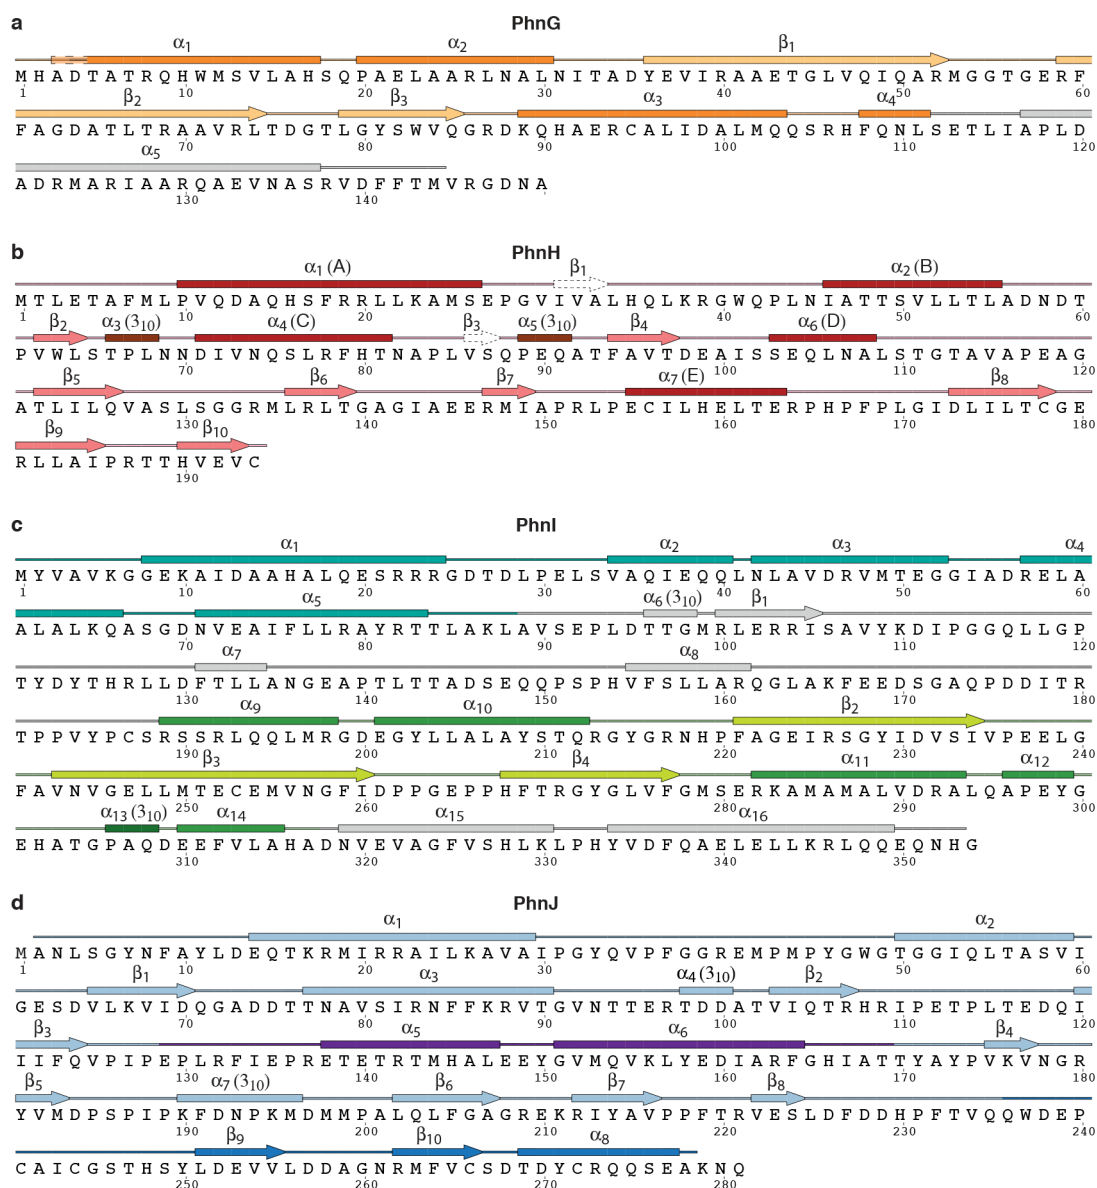 a PhnG
α1 α2 β1
M H A D T A T R Q H W M S V L A H S Q P A E L A A R L N A L N I T A D Y E V I R A A E T G L V Q I Q A R M G G T G E R F
1 10 20 30 40 50 60
β2 β3 α3 α4
F A G D A T L T R A A V R L T D G T L G Y S W V Q G R D K Q H A E R C A L I D A L M Q Q S R H F Q N L S E T L I A P L D
70 80 90 100 110 120
α5
A D R M A R I A A R Q A E V N A S R V D F F T M V R G D N A
130 140
b PhnH
α1 (A) β1 α2 (B)
M T L E T A F M L P V Q D A Q H S F R R L L K A M S E P G V I V A L H Q L K R G W Q P L N I A T T S V L L T L A D N D T
1 10 20 30 40 50 60
β2 α3 (310) α4 (C) β3 α5 (310) β4 α6 (D)
P V W L S T P L N N D I V N Q S L R F H T N A P L V S Q P E Q A T F A V T D E A I S S E Q L N A L S T G T A V A P E A G
70 80 90 100 110 120
β5 β6 β7 α7 (E) β8
A T L I L Q V A S L S G G R M L R L T G A G I A E E R M I A P R L P E C I L H E L T E R P H P F P L G I D L I L T C G E
130 140 150 160 170 180
β9 β10
R L L A I P R T T H V E V C
190
c PhnI
α1 α2 α3 α4
M Y V A V K G G E K A I D A A H A L Q E S R R R G D T D L P E L S V A Q I E Q Q L N L A V D R V M T E G G I A D R E L A
1 10 20 30 40 50 60
α5 α6 (310) β1
A L A L K Q A S G D N V E A I F L L R A Y R T T L A K L A V S E P L D T T G M R L E R R I S A V Y K D I P G G Q L L G P
70 80 90 100 110 120
α7 α8
T Y D Y T H R L L D F T L L A N G E A P T L T T A D S E Q Q P S P H V F S L L A R Q G L A K F E E D S G A Q P D D I T R
130 140 150 160 170 180
α9 α10 β2
T P P V Y P C S R S S R L Q Q L M R G D E G Y L L A L A Y S T Q R G Y G R N H P F A G E I R S G Y I D V S I V P E E L G
190 200 210 220 230 240
β3 β4 α11 α12
F A V N V G E L L M T E C E M V N G F I D P P G E P P H F T R G Y G L V F G M S E R K A M A M A L V D R A L Q A P E Y G
250 260 270 280 290 300
α13 (310) α14 α15 α16
E H A T G P A Q D E E F V L A H A D N V E V A G F V S H L K L P H Y V D F Q A E L E L L K R L Q Q E Q N H G
310 320 330 340 350
d PhnJ
α1 α2
M A N L S G Y N F A Y L D E Q T K R M I R R A I L K A V A I P G Y Q V P F G G R E M P M P Y G W G T G G I Q L T A S V I
1 10 20 30 40 50 60
β1 α3 α4 (310) β2
G E S D V L K V I D Q G A D D T T N A V S I R N F F K R V T G V N T T E R T D D A T V I Q T R H R I P E T P L T E D Q I
70 80 90 100 110 120
β3 α5 α6 β4
I I F Q V P I P E P L R F I E P R E T E T R T M H A L E E Y G V M Q V K L Y E D I A R F G H I A T T Y A Y P V K V N G R
130 140 150 160 170 180
β5 α7 (310) β6 β7 β8
Y V M D P S P I P K F D N P K M D M M P A L Q L F G A G R E K R I Y A V P P F T R V E S L D F D D H P F T V Q Q W D E P
190 200 210 220 230 240
β9 β10 α8
C A I C G S T H S Y L D E V V L D D A G N R M F V C S D T D Y C R Q Q S E A K N Q
250 260 270 280